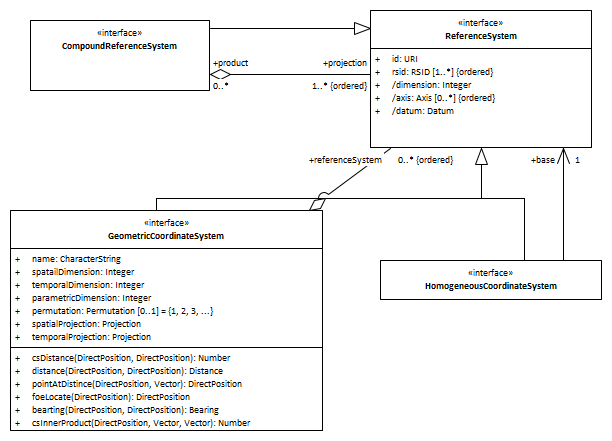 «interface»
CompoundReferenceSystem
«interface»
ReferenceSystem
+ id: URI
+ rsid: RSID [1..*] {ordered}
+ /dimension: Integer
+ /axis: Axis [0..*] {ordered}
+ /datum: Datum
+product
+projection
0..*
1..* {ordered}
+referenceSystem
0..* {ordered}
+base
1
«interface»
GeometricCoordinateSystem
+ name: CharacterString
+ spatailDimension: Integer
+ temporalDimension: Integer
+ parametricDimension: Integer
+ permutation: Permutation [0..1] = {1, 2, 3, ...}
+ spatialProjection: Projection
+ temporalProjection: Projection
+ csDistance(DirectPosition, DirectPosition): Number
+ distance(DirectPosition, DirectPosition): Distance
+ pointAtDistince(DirectPosition, Vector): DirectPosition
+ foeLocate(DirectPosition): DirectPosition
+ bearting(DirectPosition, DirectPosition): Bearing
+ csInnerProduct(DirectPosition, Vector, Vector): Number
«interface»
HomogeneousCoordinateSystem